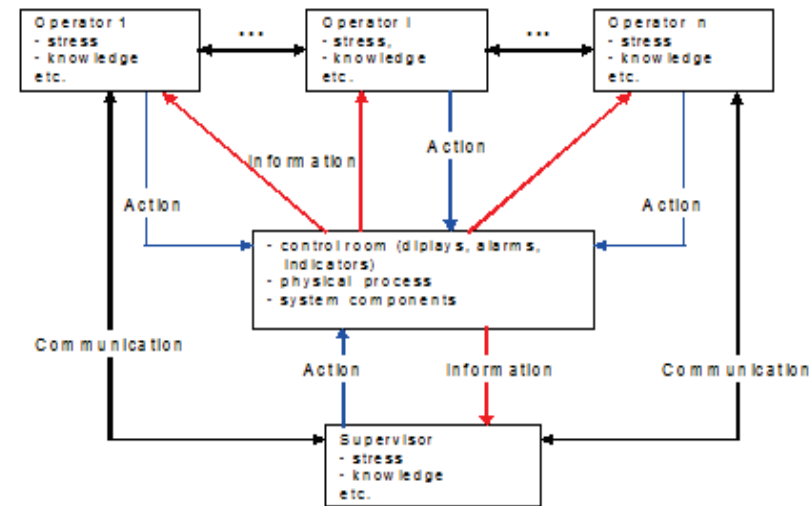 Operator 1
- stress
- knowledge
etc.
...
Operator i
- stress,
- knowledge
etc.
...
Operator n
- stress
- knowledge
etc.
Information
Action
Action
Action
- control room (diplays, alarms,
indicators)
- physical process
- system components
Communication
Action
Information
Communication
Supervisor
- stress
- knowledge
etc.